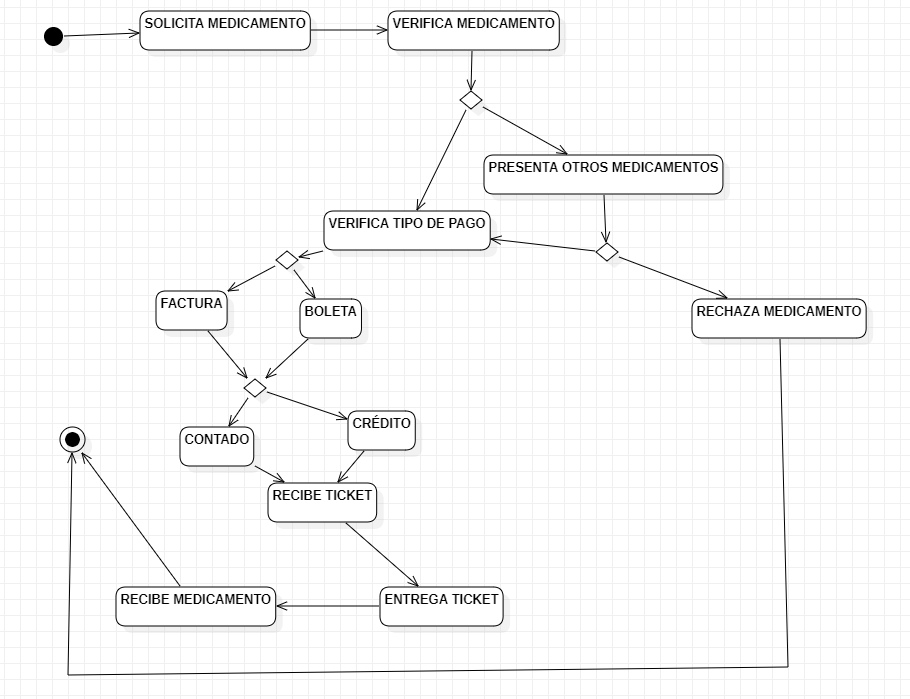 SOLICITA MEDICAMENTO
VERIFICA MEDICAMENTO
PRESENTA OTROS MEDICAMENTOS
VERIFICA TIPO DE PAGO
FACTURA
BOLETA
RECHAZA MEDICAMENTO
CONTADO
CRÉDITO
RECIBE TICKET
RECIBE MEDICAMENTO
ENTREGA TICKET